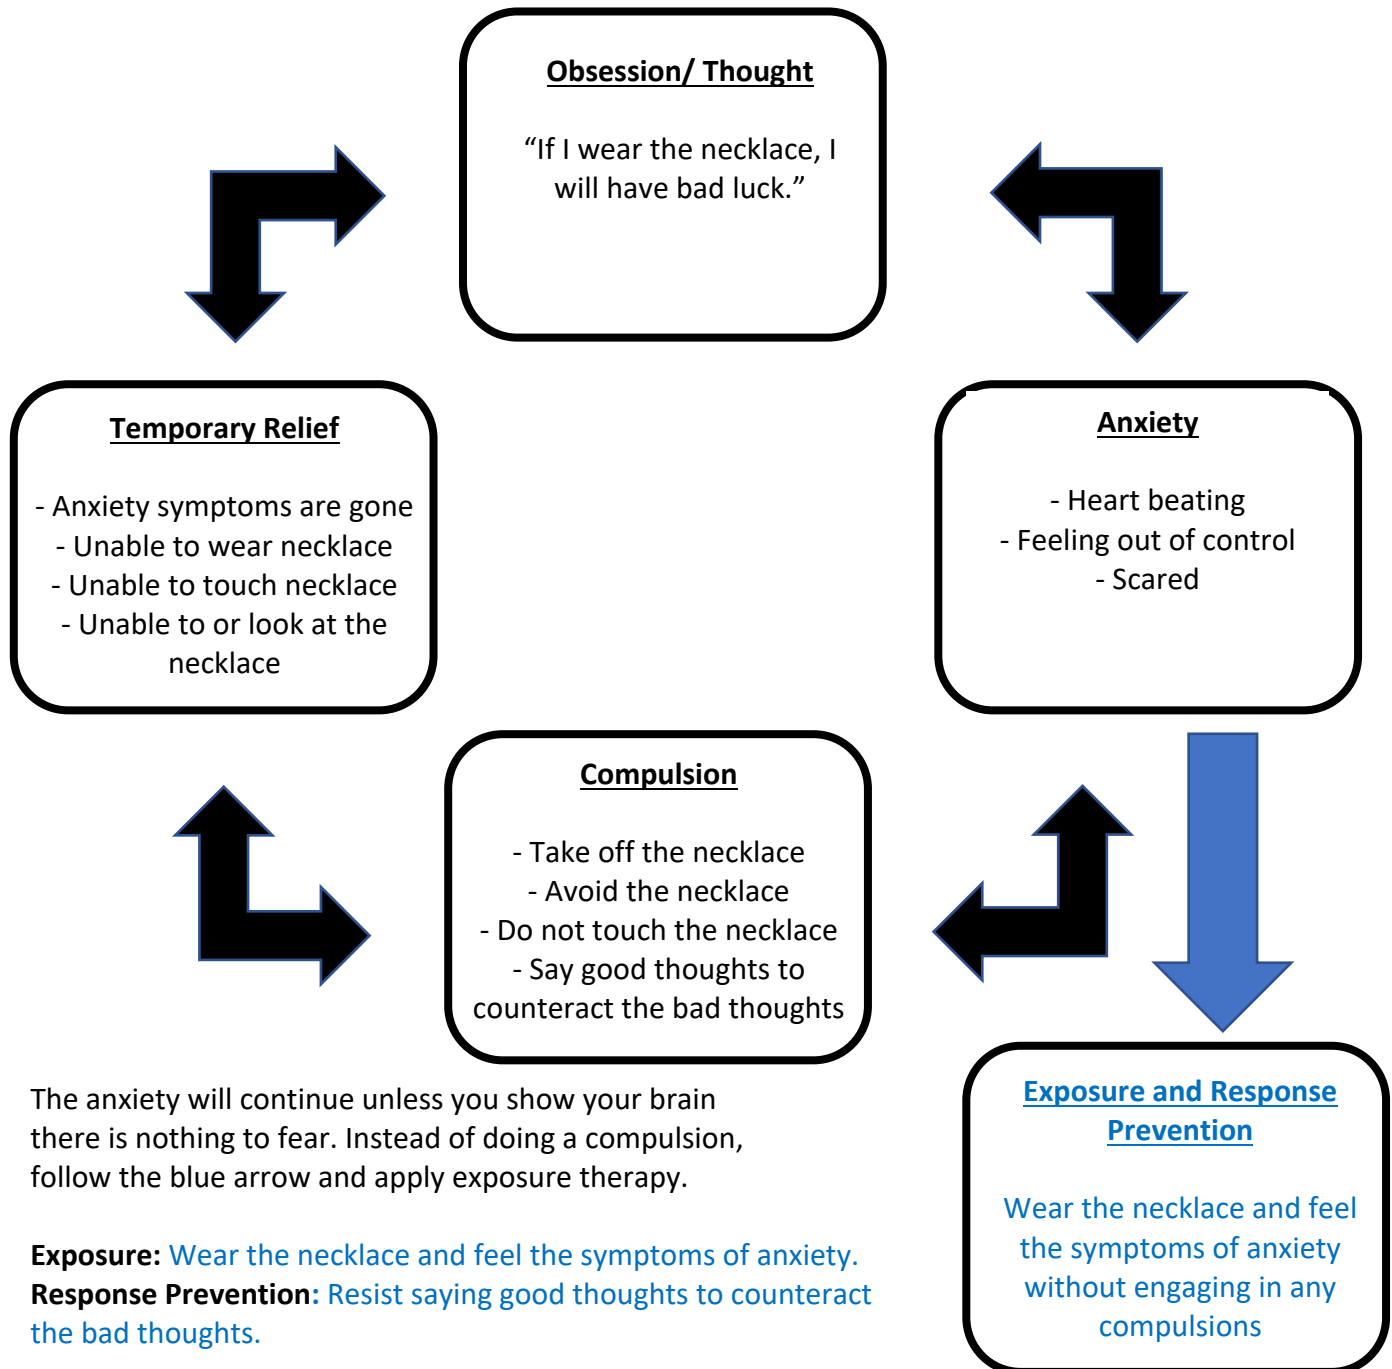 Obsession/ Thought
“If I wear the necklace, I
will have bad luck.”
Temporary Relief
- Anxiety symptoms are gone
- Unable to wear necklace
- Unable to touch necklace
- Unable to or look at the
necklace
Anxiety
- Heart beating
- Feeling out of control
- Scared
Compulsion
- Take off the necklace
- Avoid the necklace
- Do not touch the necklace
- Say good thoughts to
counteract the bad thoughts
Exposure and Response
Prevention
Wear the necklace and feel
the symptoms of anxiety
without engaging in any
compulsions
The anxiety will continue unless you show your brain
there is nothing to fear. Instead of doing a compulsion,
follow the blue arrow and apply exposure therapy.
Exposure: Wear the necklace and feel the symptoms of anxiety.
Response Prevention: Resist saying good thoughts to counteract
the bad thoughts.